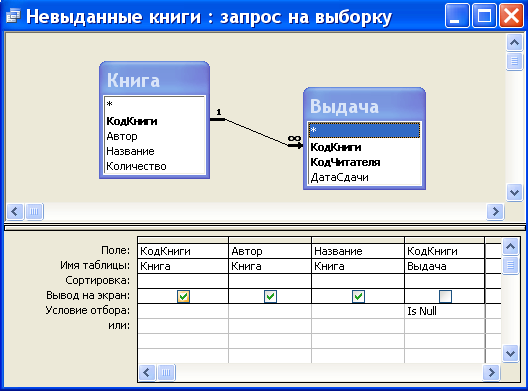 Невыданные книги : запрос на выборку
Книга
*
КодКниги
Автор
Название
Количество
1
∞
Выдача
*
КодКниги
КодЧитателя
ДатаСдачи
Поле: КодКниги Автор Название КодКниги
Имя таблицы: Книга Книга Книга Выдача
Сортировка:
Вывод на экран:
Условие отбора: Is Null
или: